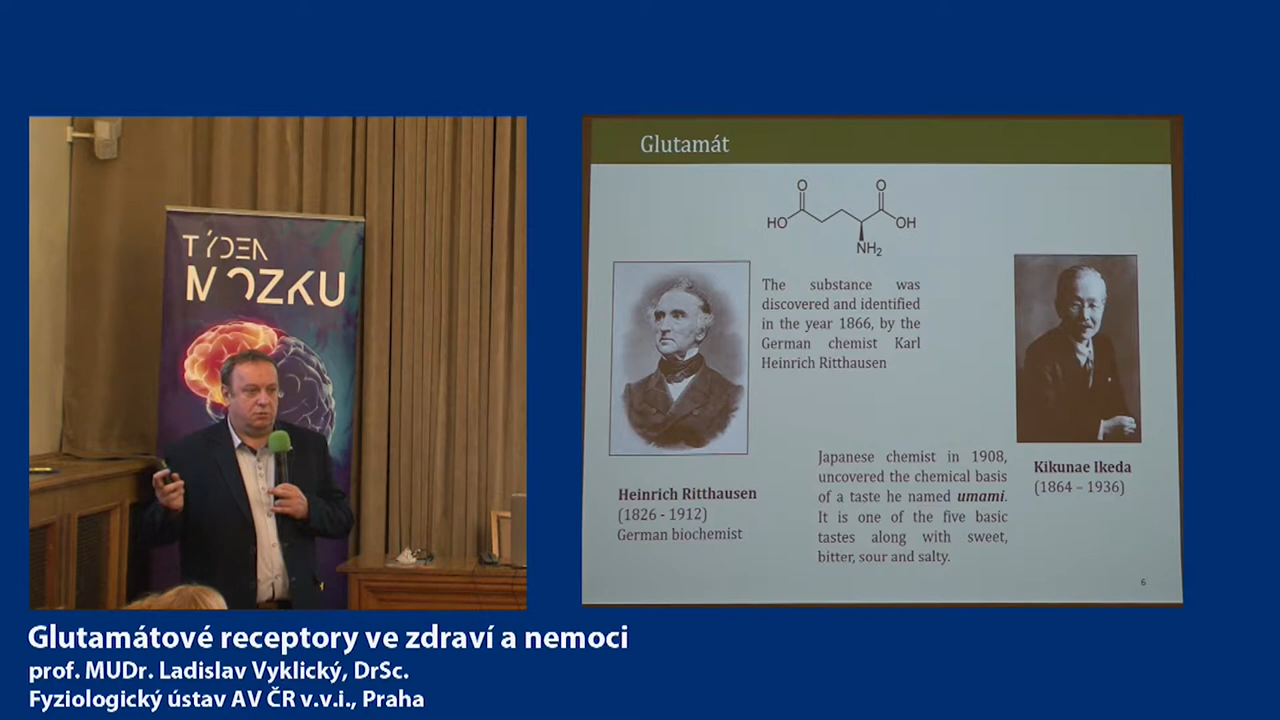 TÝDEN
MOZKU
Glutamát
O
O
HO
OH
NH2
The substance was
discovered and identified
in the year 1866, by the
German chemist Karl
Heinrich Ritthausen
Heinrich Ritthausen
(1826 - 1912)
German biochemist
Japanese chemist in 1908,
uncovered the chemical basis
of a taste he named umami.
It is one of the five basic
tastes along with sweet,
bitter, sour and salty.
Kikunae Ikeda
(1864 – 1936)
6
Glutamátové receptory ve zdraví a nemoci
prof. MUDr. Ladislav Vyklický, DrSc.
Fyziologický ústav AV ČR v.v.i., Praha